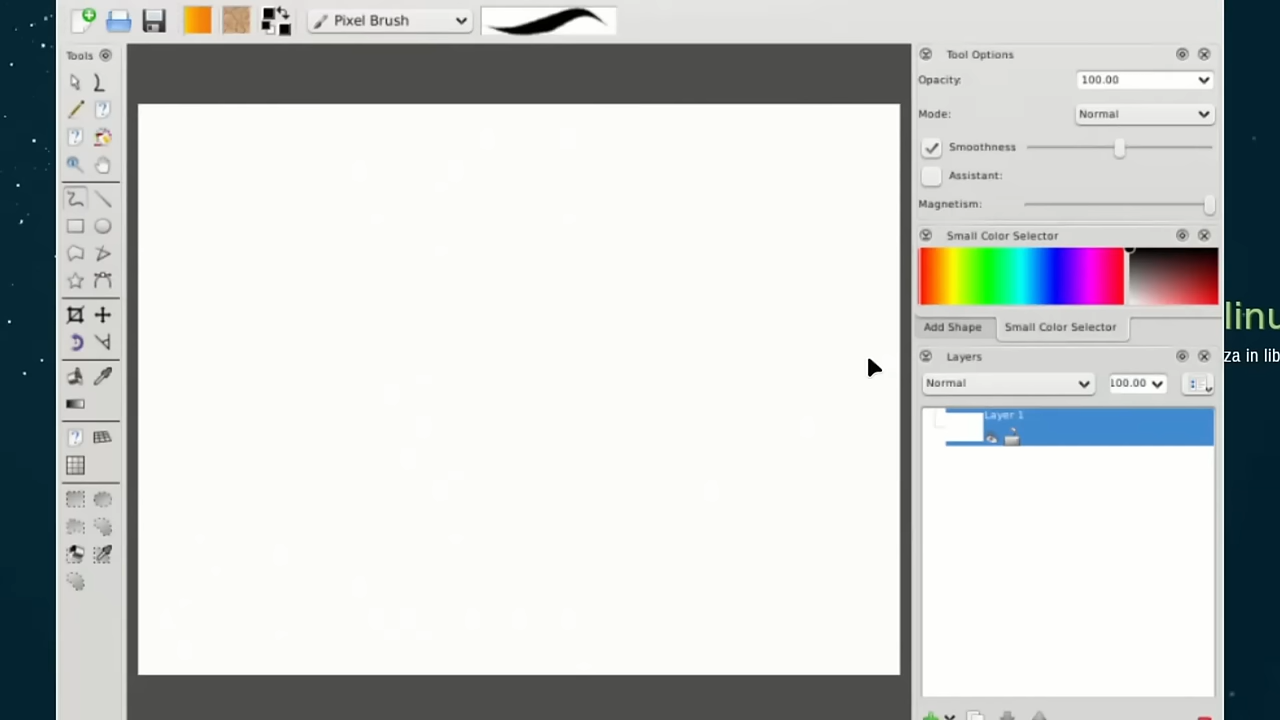 Pixel Brush
Tools
Tool Options
Opacity:
100.00
Mode:
Normal
Smoothness
Assistant:
Magnetism:
Small Color Selector
Add Shape
Small Color Selector
Layers
Normal
100.00
Layer 1
linu
za in lib